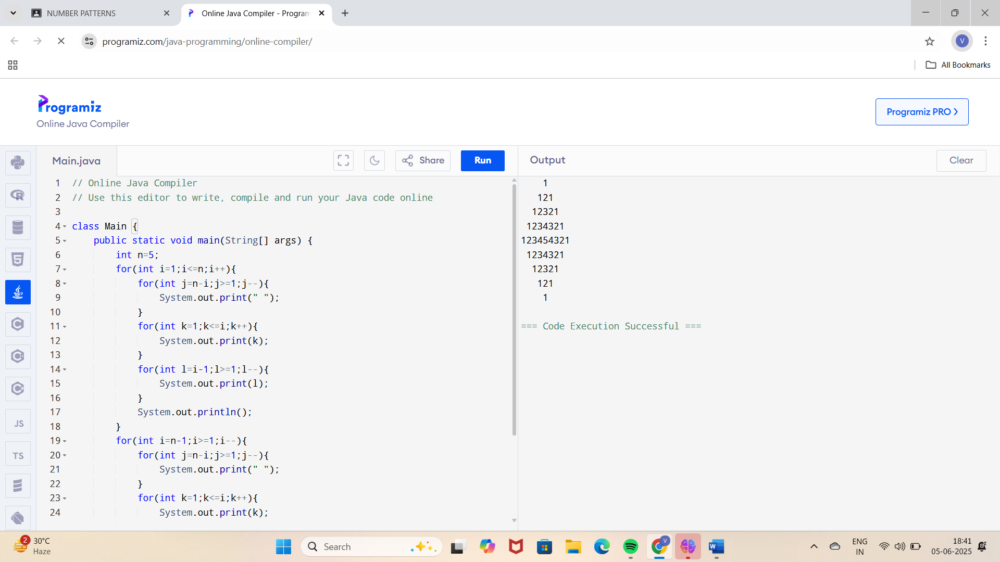 NUMBER PATTERNS
Online Java Compiler - Program
programiz.com/java-programming/online-compiler/
V
All Bookmarks
Programiz
Online Java Compiler
Programiz PRO
Main.java
Share
Run
Output
Clear
1 // Online Java Compiler
2 // Use this editor to write, compile and run your Java code online
3
4 class Main {
5 public static void main(String[] args) {
6 int n=5;
7 for(int i=1;i<=n;i++){
8 for(int j=n-i;j>=1;j--){
9 System.out.print(" ");
10 }
11 for(int k=1;k<=i;k++){
12 System.out.print(k);
13 }
14 for(int l=i-1;l>=1;l--){
15 System.out.print(l);
16 }
17 System.out.println();
18 }
19 for(int i=n-1;i>=1;i--){
20 for(int j=n-i;j>=1;j--){
21 System.out.print(" ");
22 }
23 for(int k=1;k<=i;k++){
24 System.out.print(k);
1
121
12321
1234321
123454321
1234321
12321
121
1
=== Code Execution Successful ===
R
5
C
C
C
JS
TS
2
30°C
Haze
Search
V
W
ENG
IN
18:41
05-06-2025